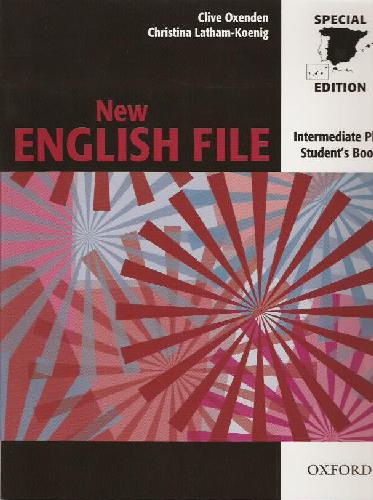 Clive Oxenden
Christina Latham-Koenig
SPECIAL
EDITION
New
ENGLISH FILE
Intermediate Pl
Student's Boo
OXFORD